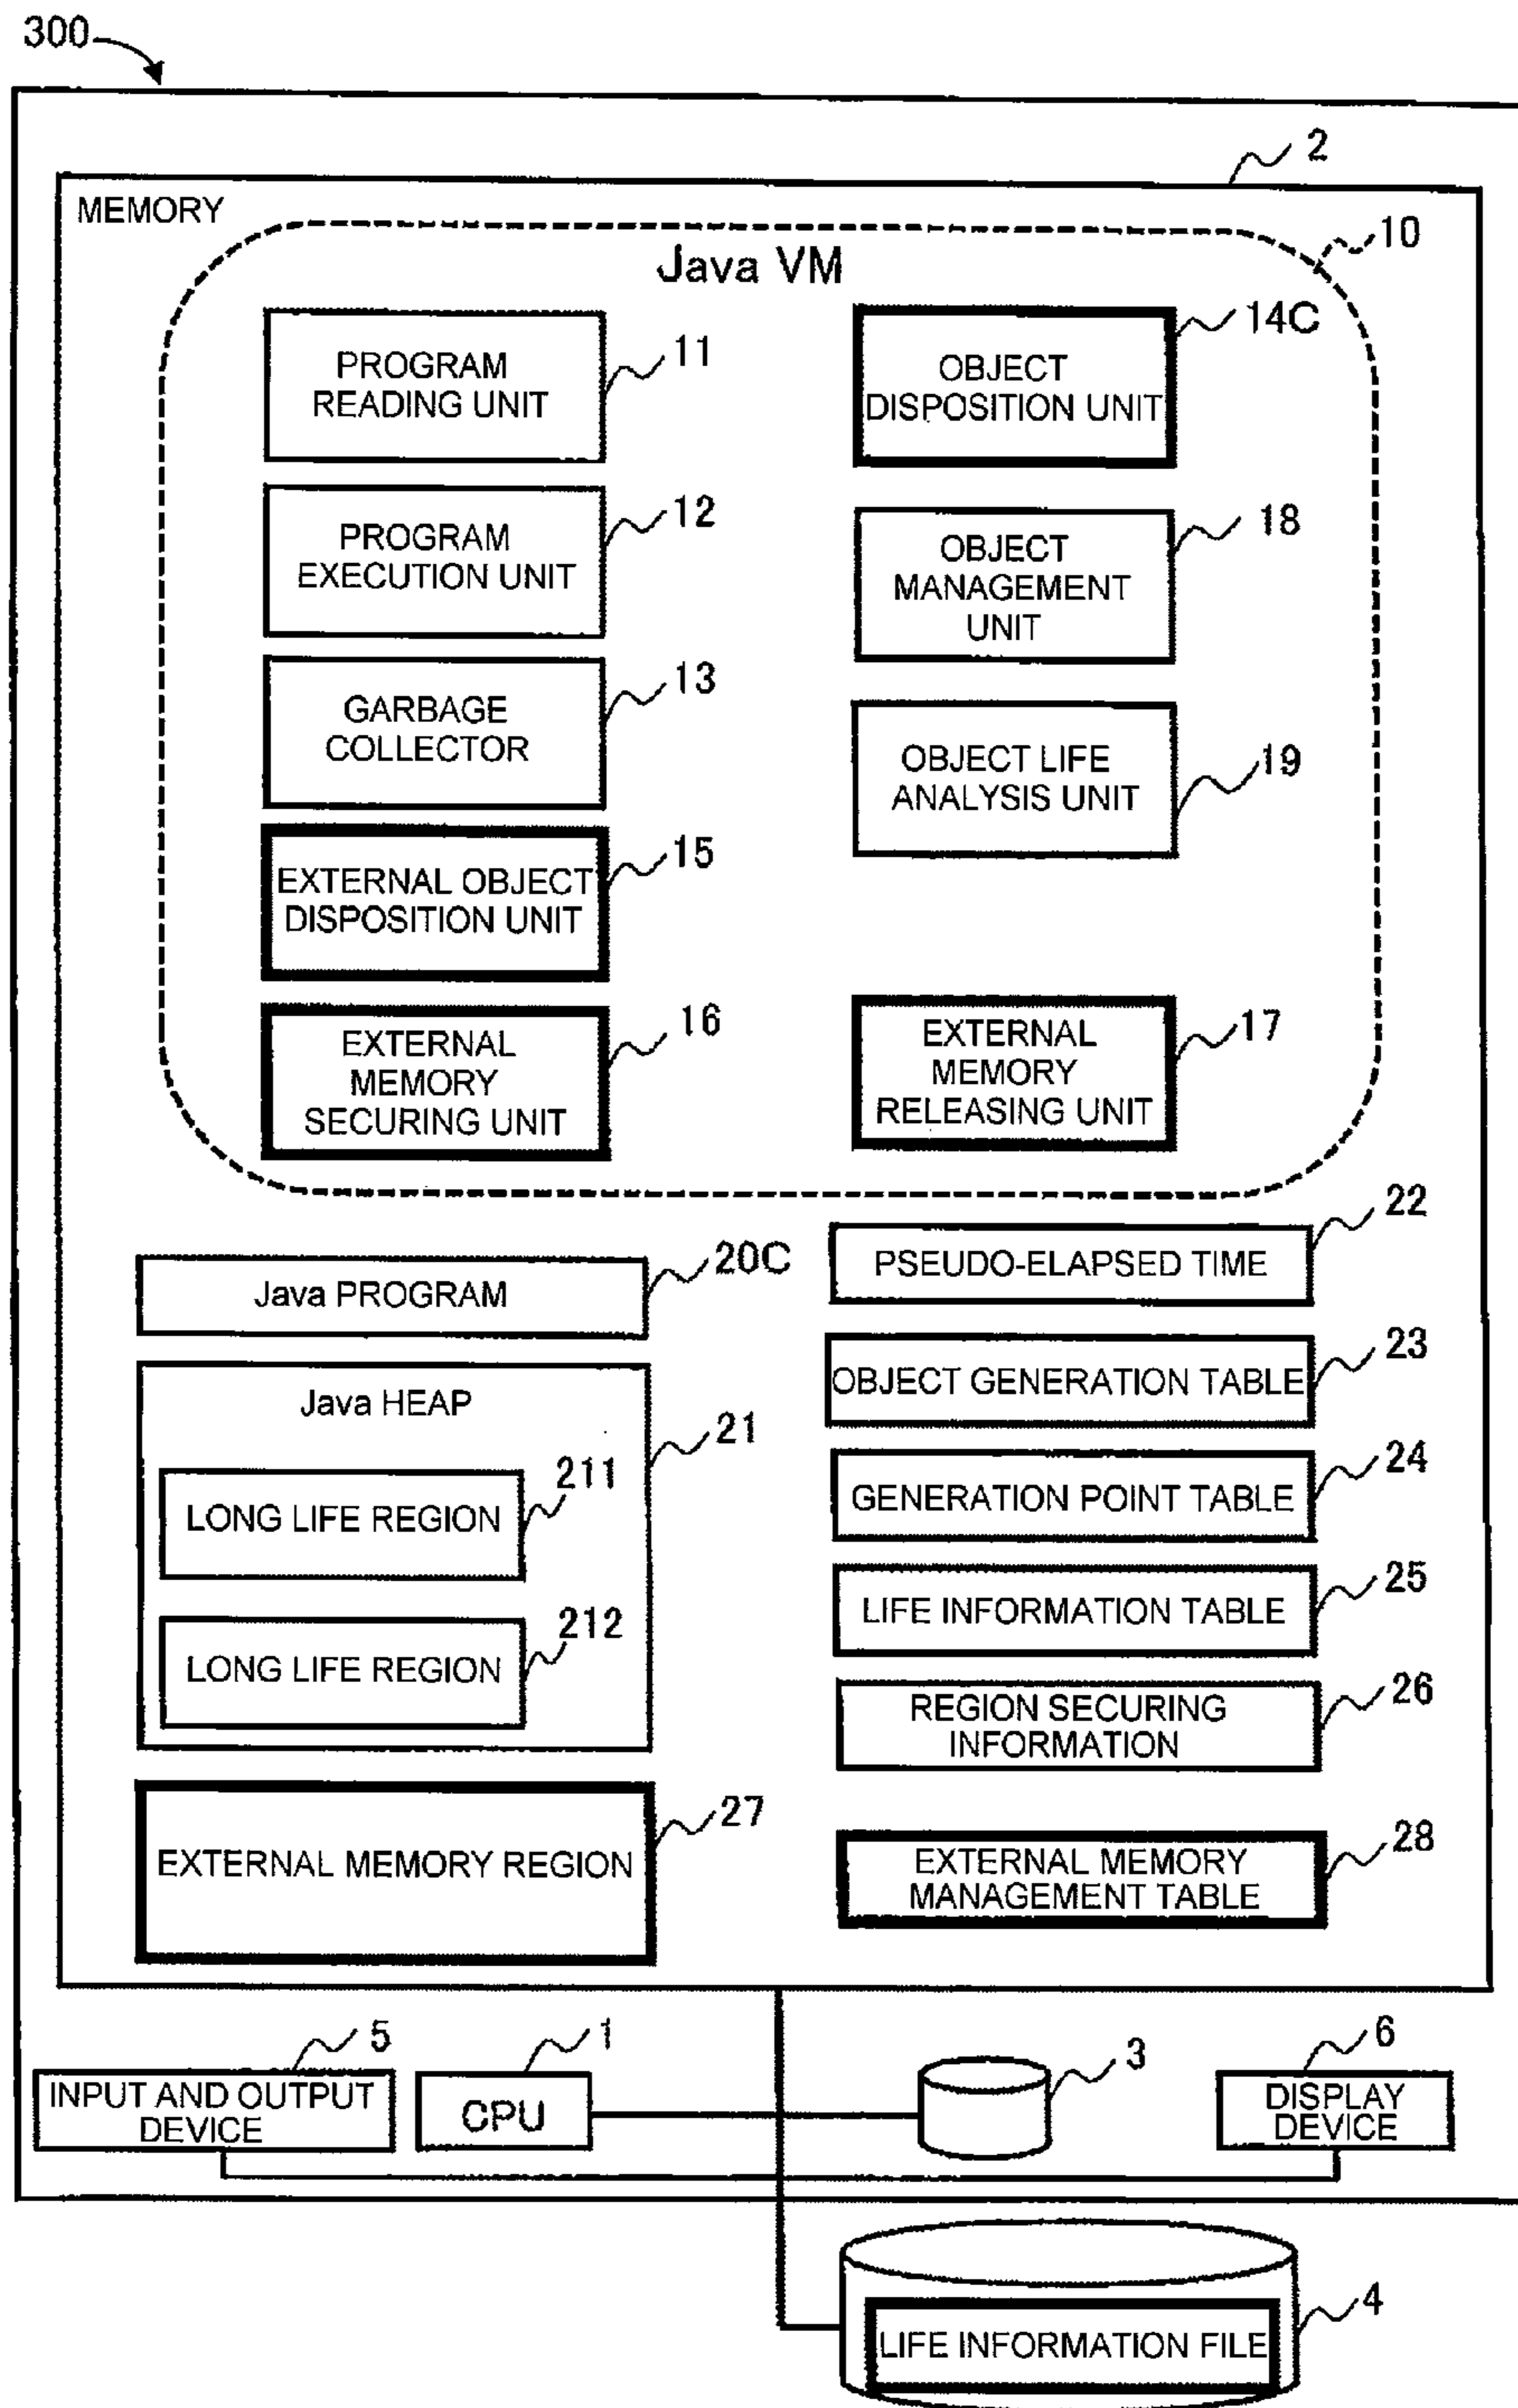 300
2
MEMORY
10
Java VM
PROGRAM
READING UNIT
11
OBJECT
DISPOSITION UNIT
14C
PROGRAM
EXECUTION UNIT
12
OBJECT
MANAGEMENT
UNIT
18
GARBAGE
COLLECTOR
13
OBJECT LIFE
ANALYSIS UNIT
19
EXTERNAL OBJECT
DISPOSITION UNIT
15
EXTERNAL
MEMORY
SECURING UNIT
16
EXTERNAL
MEMORY
RELEASING UNIT
17
Java PROGRAM
20C
PSEUDO-ELAPSED TIME
22
Java HEAP
21
OBJECT GENERATION TABLE
23
LONG LIFE REGION
211
GENERATION POINT TABLE
24
LONG LIFE REGION
212
LIFE INFORMATION TABLE
25
REGION SECURING
INFORMATION
26
EXTERNAL MEMORY REGION
27
EXTERNAL MEMORY
MANAGEMENT TABLE
28
INPUT AND OUTPUT
DEVICE
5
CPU
1
3
DISPLAY
DEVICE
6
LIFE INFORMATION FILE
4